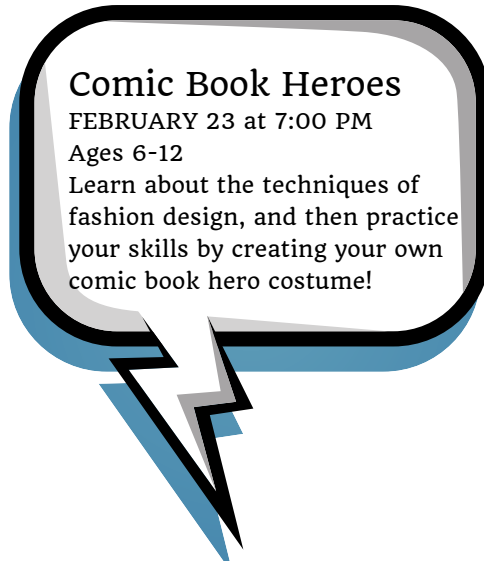 Comic Book Heroes
FEBRUARY 23 at 7:00 PM
Ages 6-12
Learn about the techniques of
fashion design, and then practice
your skills by creating your own
comic book hero costume!